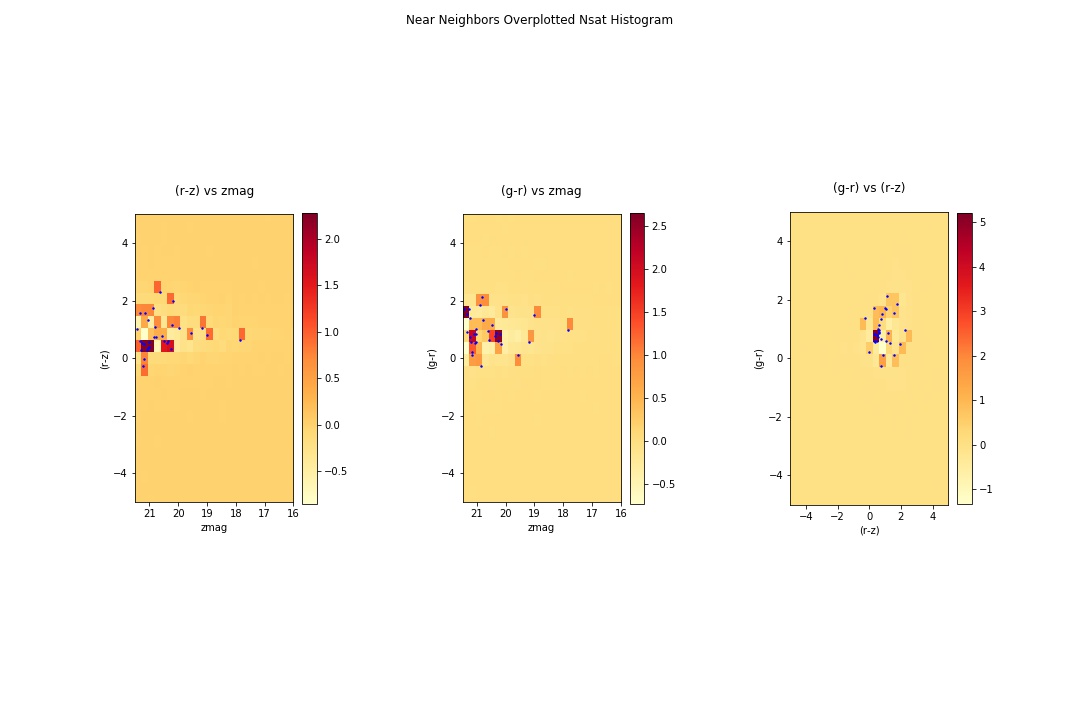 Near Neighbors Overplotted Nsat Histogram
(r-z) vs zmag
(r-z)
4
2
0
−2
−4
21 20 19 18 17 16
zmag
2.0
1.5
1.0
0.5
0.0
−0.5
(g-r) vs zmag
(g-r)
4
2
0
−2
−4
21 20 19 18 17 16
zmag
2.5
2.0
1.5
1.0
0.5
0.0
−0.5
(g-r) vs (r-z)
(g-r)
4
2
0
−2
−4
−4 −2 0 2 4
(r-z)
5
4
3
2
1
0
−1